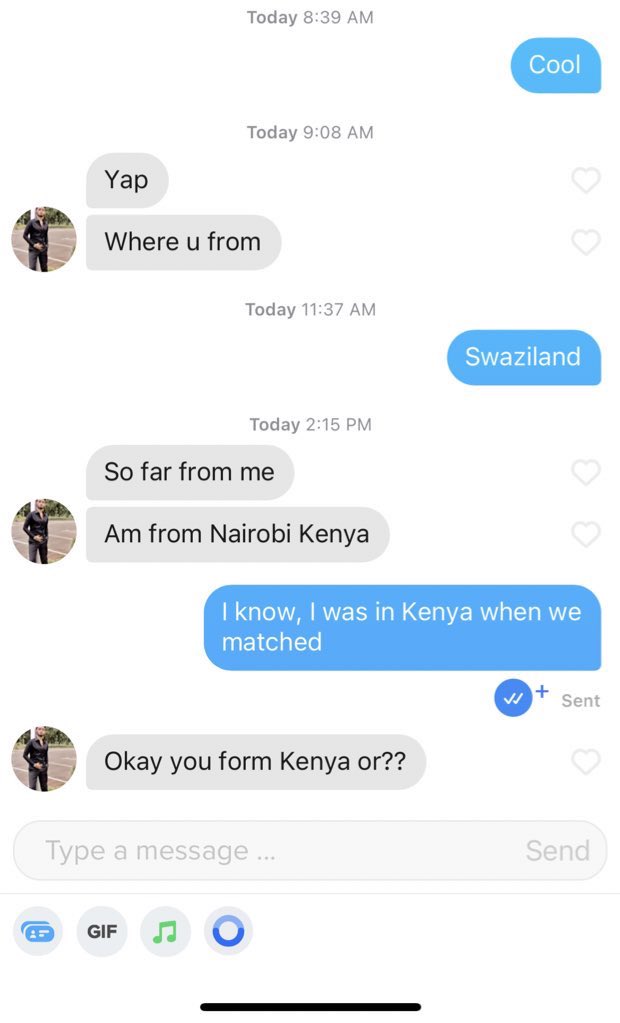 Today 8:39 AM
Cool
Today 9:08 AM
Yap
Where u from
Today 11:37 AM
Swaziland
Today 2:15 PM
So far from me
Am from Nairobi Kenya
I know, I was in Kenya when we
matched
Sent
Okay you form Kenya or??
Type a message ... Send
GIF